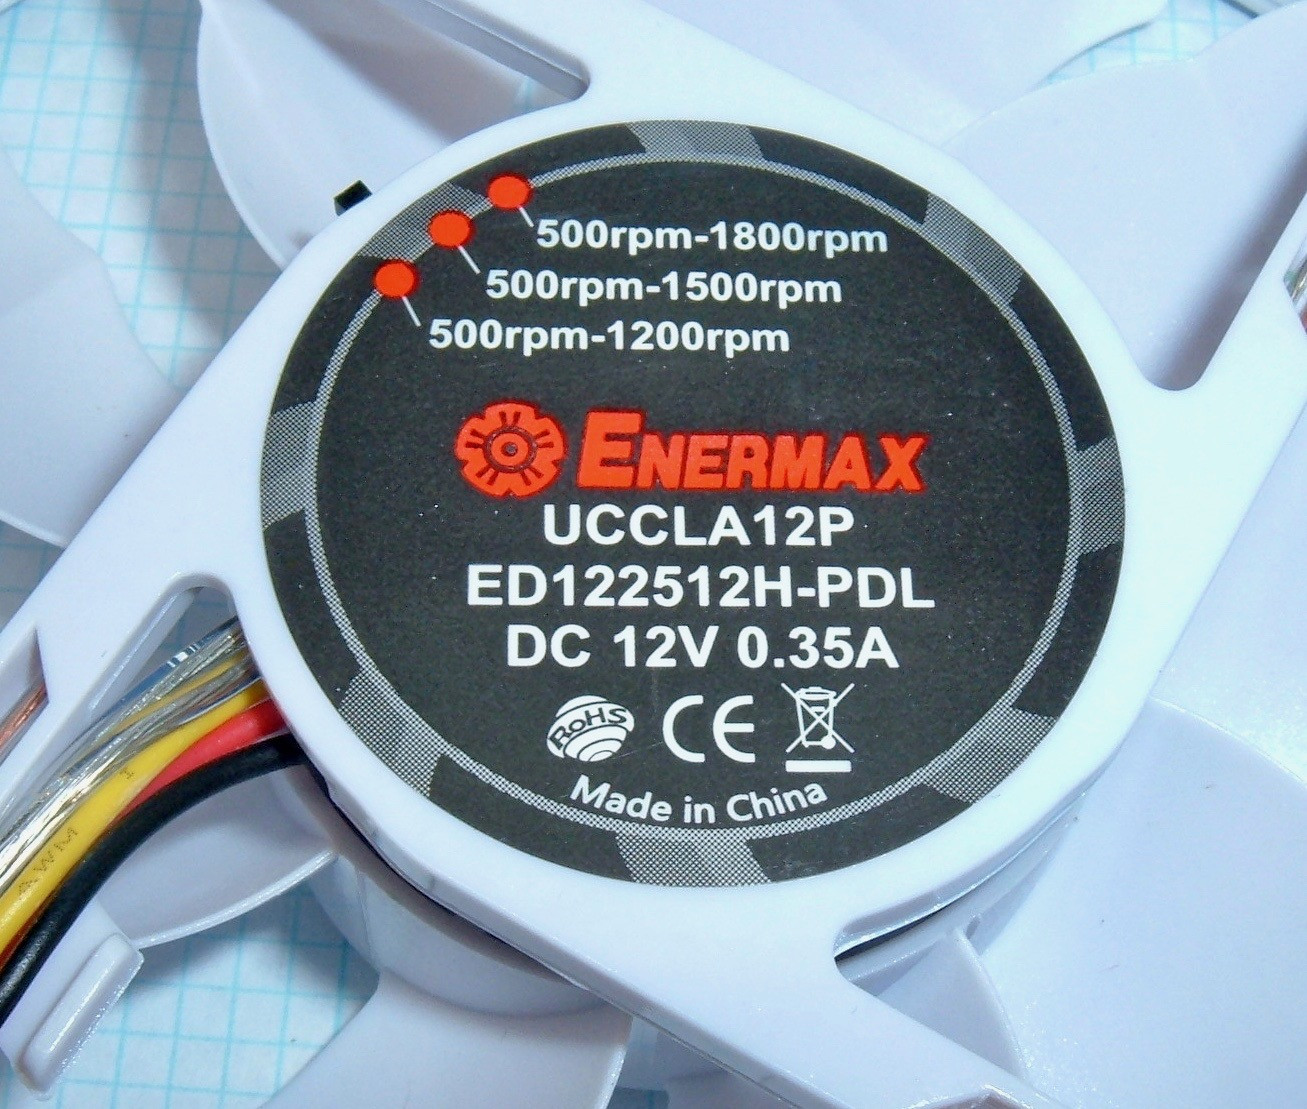 500rpm-1800rpm
500rpm-1500rpm
500rpm-1200rpm
ENERMAX
UCCLA12P
ED122512H-PDL
DC 12V 0.35A
RoHS CE
Made in China
AWM